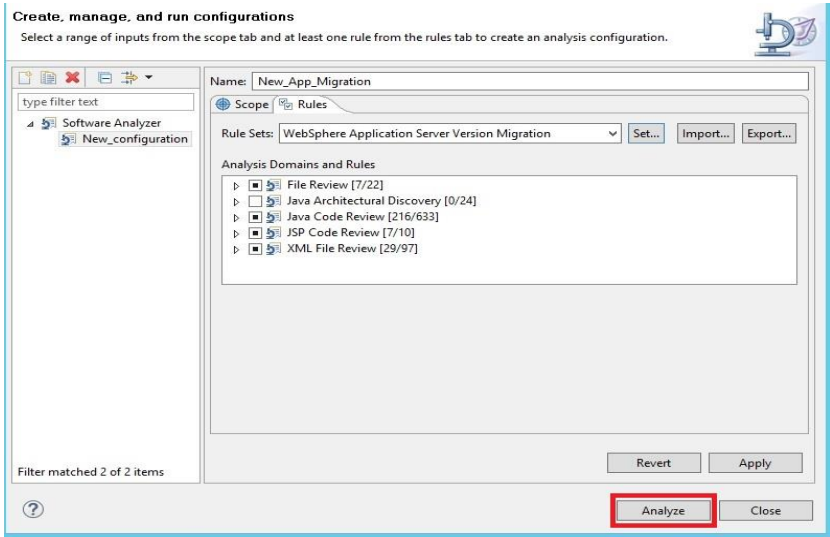 Create, manage, and run configurations
Select a range of inputs from the scope tab and at least one rule from the rules tab to create an analysis configuration.
type filter text
Software Analyzer
New_configuration
Filter matched 2 of 2 items
Name: New_App_Migration
Scope Rules
Rule Sets: WebSphere Application Server Version Migration Set... Import... Export...
Analysis Domains and Rules
File Review [7/22]
Java Architectural Discovery [0/24]
Java Code Review [216/633]
JSP Code Review [7/10]
XML File Review [29/97]
Revert Apply
? Analyze Close